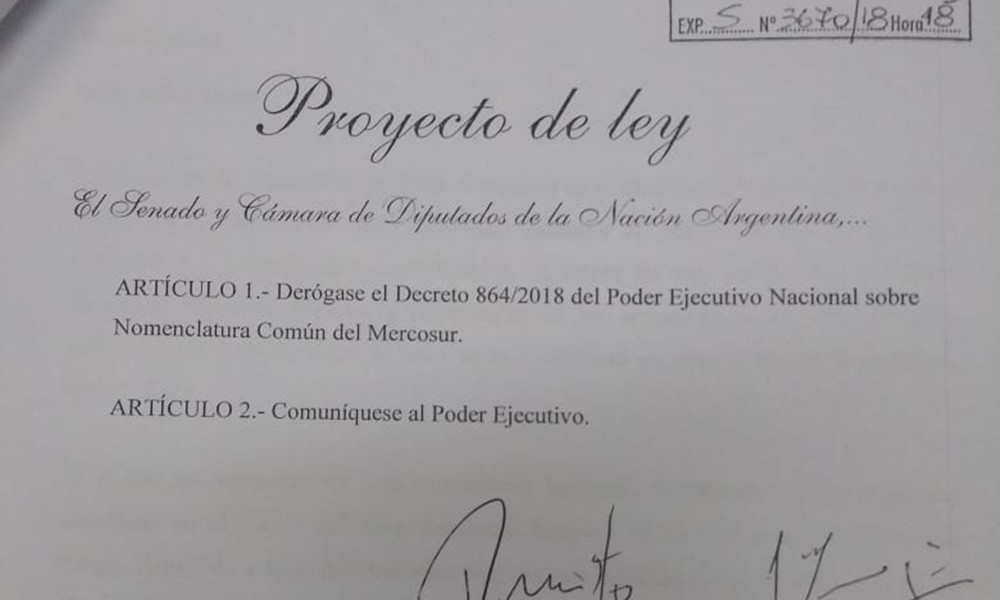 EXP. S Nº 3670/18 Hora 18
Proyecto de ley
El Senado y Cámara de Diputados de la Nación Argentina,...
ARTÍCULO 1.- Derógase el Decreto 864/2018 del Poder Ejecutivo Nacional sobre
Nomenclatura Común del Mercosur.
ARTÍCULO 2.- Comuníquese al Poder Ejecutivo.